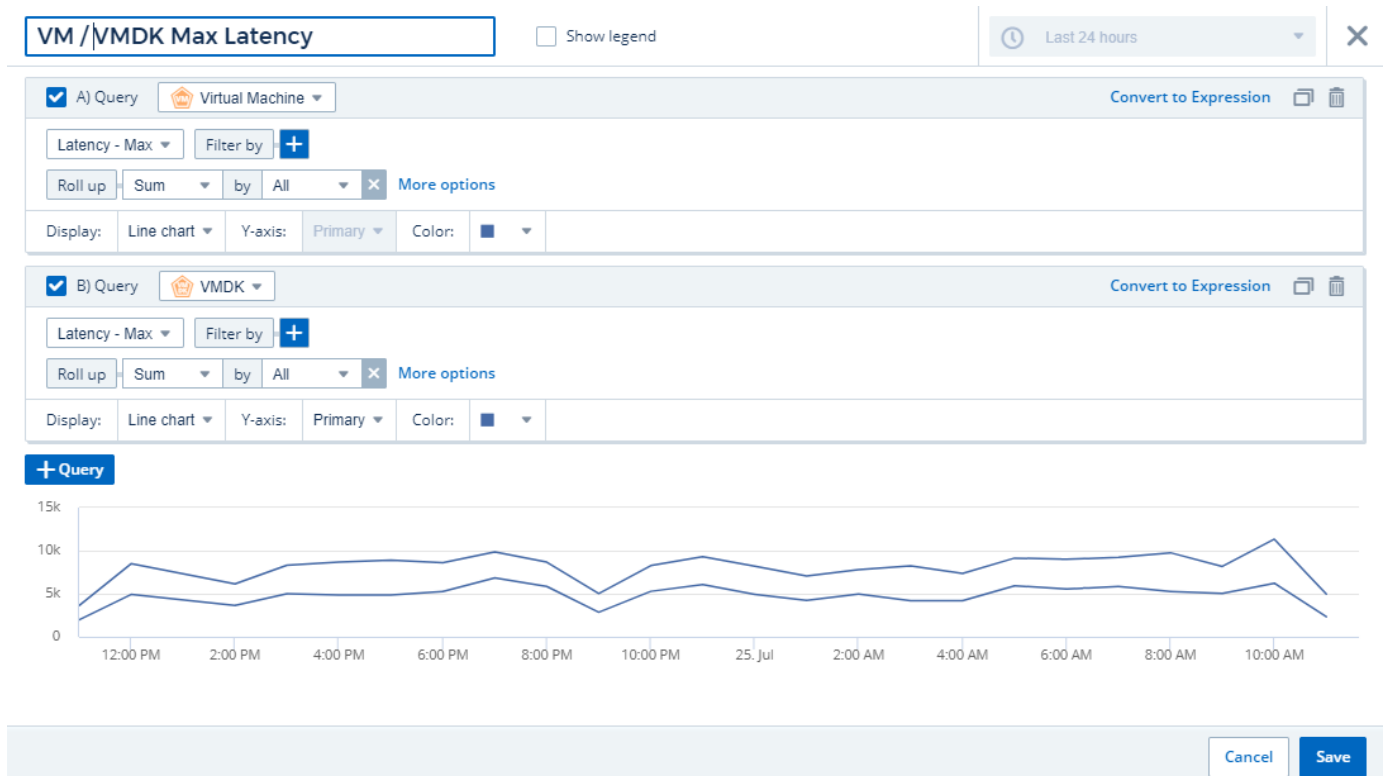 VM / VMDK Max Latency Show legend Last 24 hours
A) Query Virtual Machine Convert to Expression
Latency - Max Filter by
Roll up Sum by All More options
Display: Line chart Y-axis: Primary Color:
B) Query VMDK Convert to Expression
Latency - Max Filter by
Roll up Sum by All More options
Display: Line chart Y-axis: Primary Color:
+ Query
15k
10k
5k
0
12:00 PM 2:00 PM 4:00 PM 6:00 PM 8:00 PM 10:00 PM 25. Jul 2:00 AM 4:00 AM 6:00 AM 8:00 AM 10:00 AM
Cancel Save